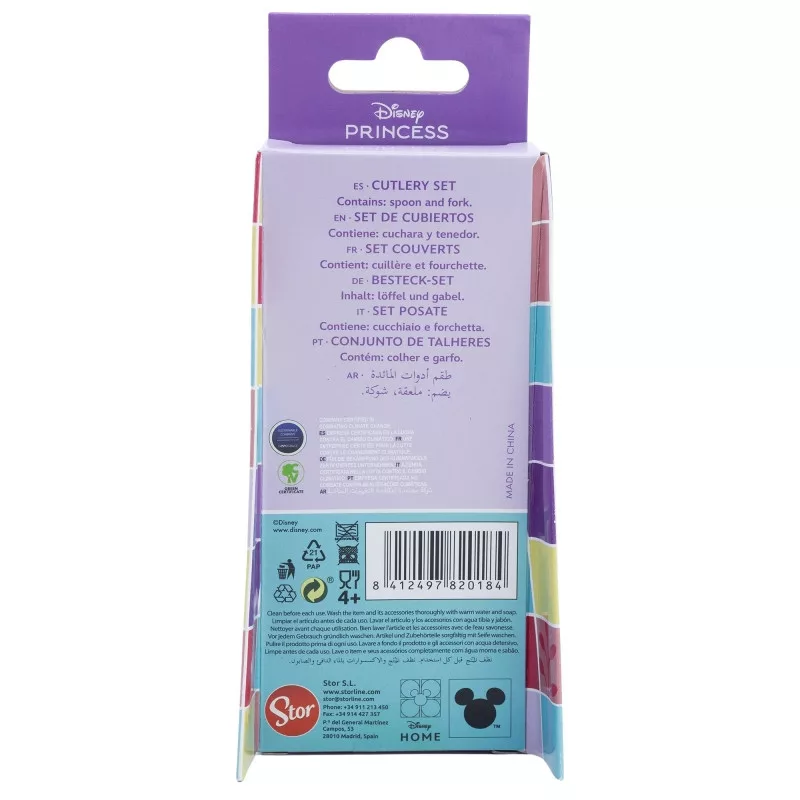 Disney
PRINCESS
ES · CUTLERY SET
Contains: spoon and fork.
EN · SET DE CUBIERTOS
Contiene: cuchara y tenedor.
FR · SET COUVERTS
Contient: cuillère et fourchette.
DE · BESTECK-SET
Inhalt: löffel und gabel.
IT · SET POSATE
Contiene: cucchiaio e forchetta.
PT · CONJUNTO DE TALHERES
Contém: colher e garfo.
AR · طقم أدوات المائدة
يضم: ملعقة، شوكة.
GREEN
CERTIFICATE
MADE IN CHINA
©Disney
www.disney.com
21
PAP
®
4+
8 412497 820184
Clean before each use. Wash the item and its accessories thoroughly with warm water and soap.
Limpiar el artículo antes de cada uso. Lavar el artículo y los accesorios con agua tibia y jabón.
Nettoyer avant chaque utilisation. Bien laver l'article et les accessoires avec de l'eau savonneuse.
Vor jedem Gebrauch gründlich waschen. Artikel und Zubehörteile sorgfältig mit Seife waschen.
Pulire il prodotto prima di ogni uso. Lavare a fondo il prodotto e gli accessori con acqua detersivo.
Limpe antes de cada uso. Lave o item e seus acessórios completamente com água morna e sabão.
Stor
Stor S.L.
www.storline.com
stor@storline.com
Phone: +34 911 213 450
Fax: +34 914 427 357
P.º del General Martínez
Campos, 53
28010 Madrid, Spain
Disney
HOME
™